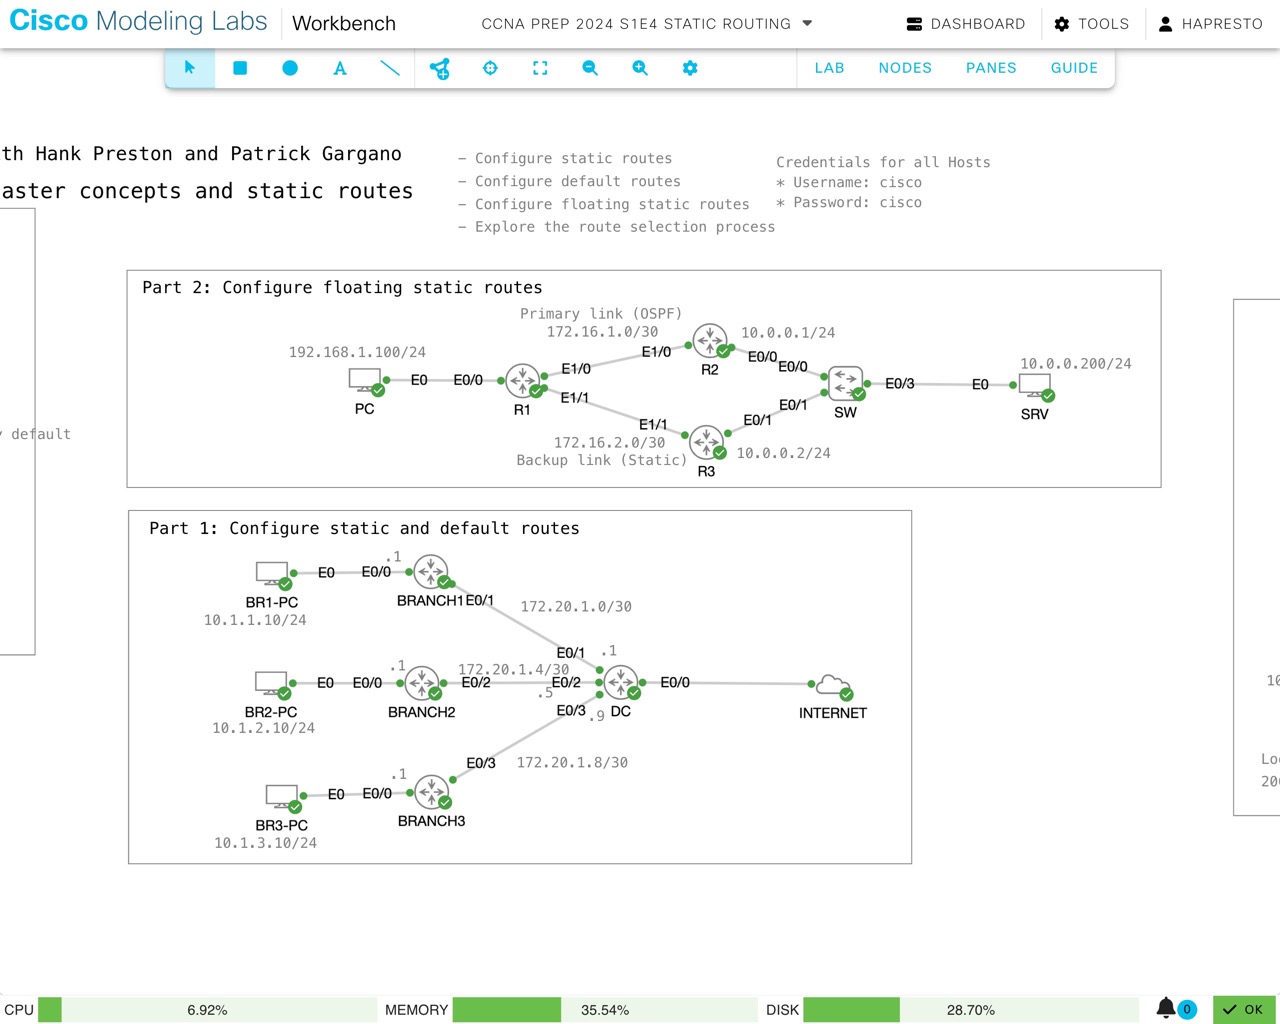 Cisco Modeling Labs Workbench CCNA PREP 2024 S1E4 STATIC ROUTING DASHBOARD TOOLS HAPRESTO
A LAB NODES PANES GUIDE
th Hank Preston and Patrick Gargano
aster concepts and static routes
– Configure static routes
– Configure default routes
– Configure floating static routes
– Explore the route selection process
Credentials for all Hosts
* Username: cisco
* Password: cisco
Part 2: Configure floating static routes
Primary link (OSPF)
172.16.1.0/30
10.0.0.1/24
192.168.1.100/24
E1/0
E0/0
R2
E0/0
10.0.0.200/24
E0
E0/0
E1/0
E0/3
E0
PC
R1
E1/1
E0/1
SW
SRV
E1/1
E0/1
172.16.2.0/30
10.0.0.2/24
Backup link (Static)
R3
default
Part 1: Configure static and default routes
.1
E0
E0/0
BR1-PC
BRANCH1
E0/1
172.20.1.0/30
10.1.1.10/24
E0/1
.1
.1
172.20.1.4/30
E0
E0/0
E0/2
E0/2
E0/0
.5
BR2-PC
BRANCH2
E0/3
.9
DC
INTERNET
10.1.2.10/24
E0/3
172.20.1.8/30
.1
E0
E0/0
BR3-PC
BRANCH3
10.1.3.10/24
10
Lo
20
CPU 6.92% MEMORY 35.54% DISK 28.70% 0 OK